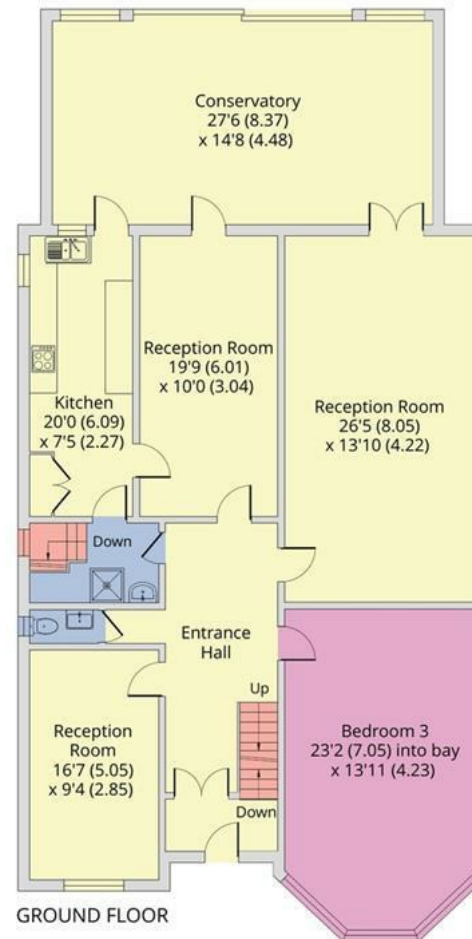 Conservatory
27'6 (8.37)
x 14'8 (4.48)
Reception Room
19'9 (6.01)
x 10'0 (3.04)
Kitchen
20'0 (6.09)
x 7'5 (2.27)
Reception Room
26'5 (8.05)
x 13'10 (4.22)
Down
Entrance
Hall
Up
Reception
Room
16'7 (5.05)
x 9'4 (2.85)
Bedroom 3
23'2 (7.05) into bay
x 13'11 (4.23)
Down
GROUND FLOOR